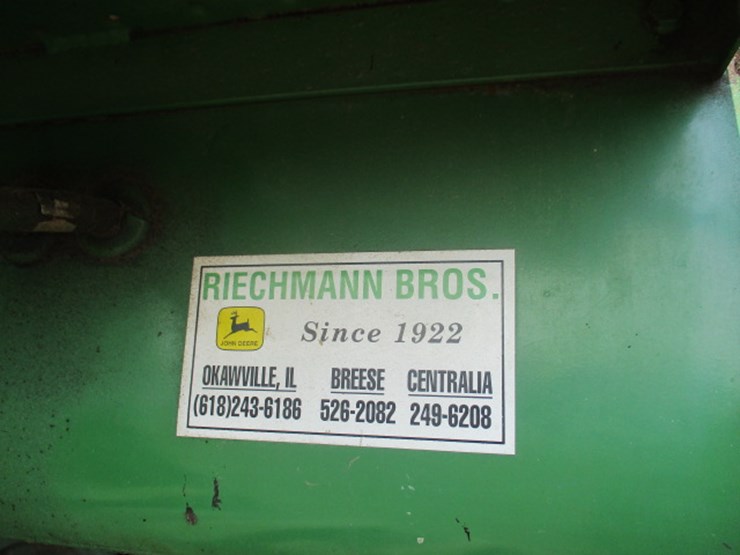 RIECHMANN BROS.
JOHN DEERE
Since 1922
OKAWVILLE, IL BREESE CENTRALIA
(618)243-6186 526-2082 249-6208